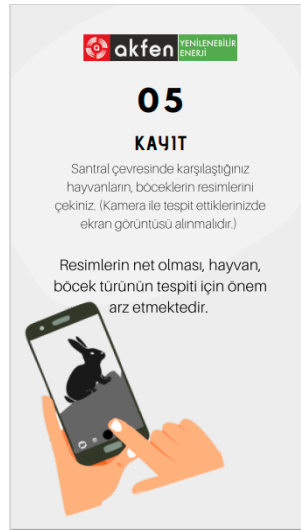 akfen YENİLENEBİLİR
ENERJİ
05
KAYIT
Santral çevresinde karşılaştığınız
hayvanların, böceklerin resimlerini
çekiniz. (Kamera ile tespit ettiklerinizde
ekran görüntüsü alınmalıdır.)
Resimlerin net olması, hayvan,
böcek türünün tespiti için önem
arz etmektedir.